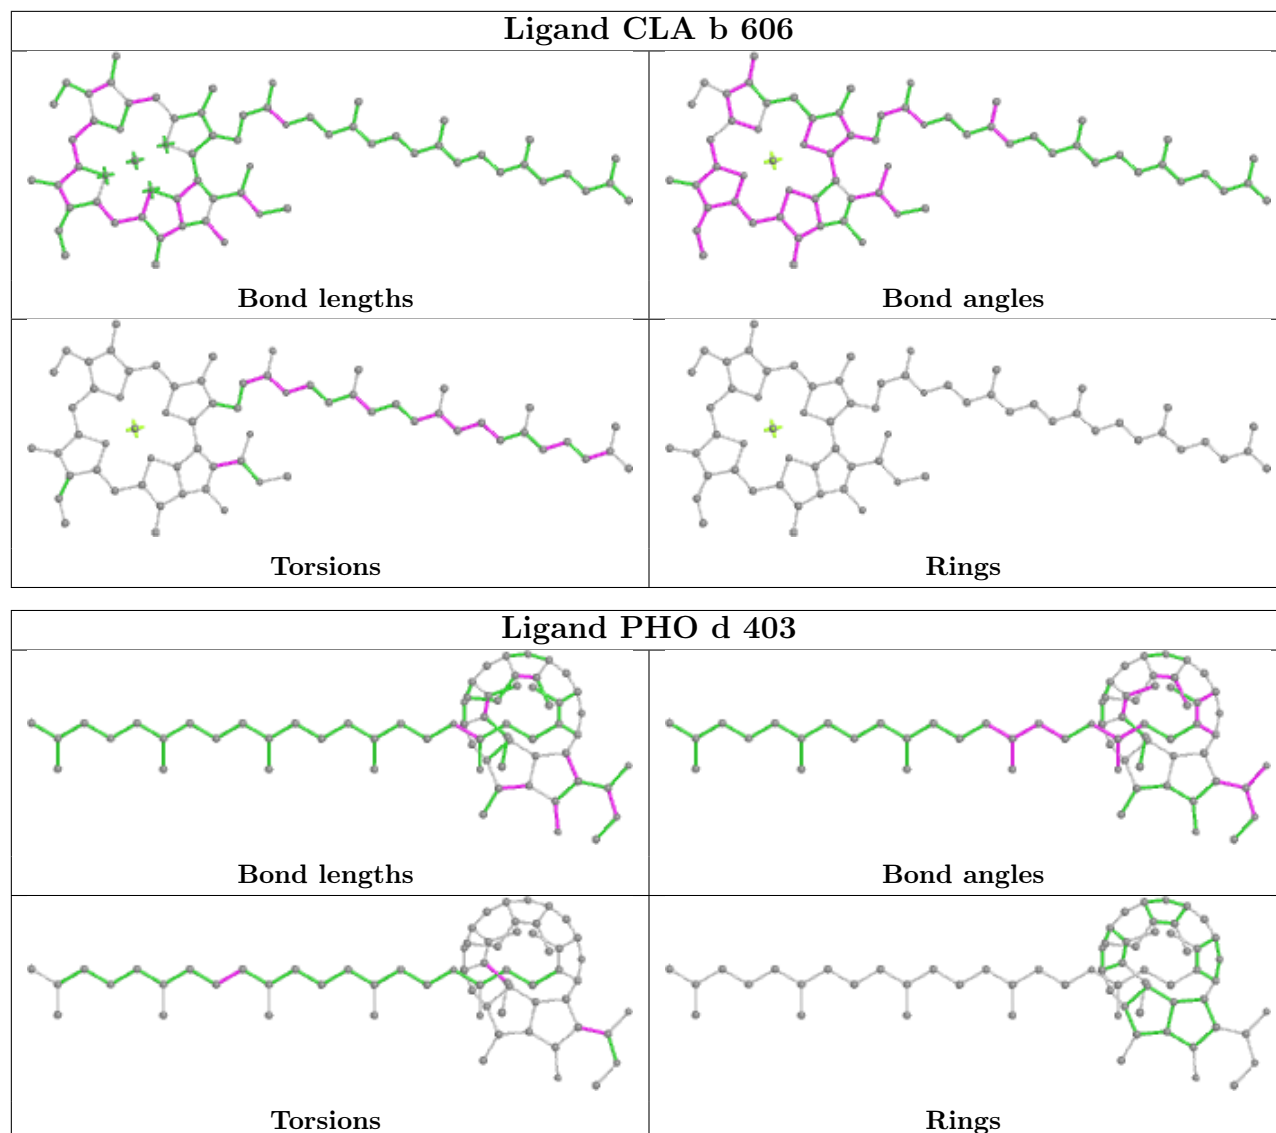 Ligand CLA b 606
Bond lengths
Bond angles
Torsions
Rings
Ligand PHO d 403
Bond lengths
Bond angles
Torsions
Rings